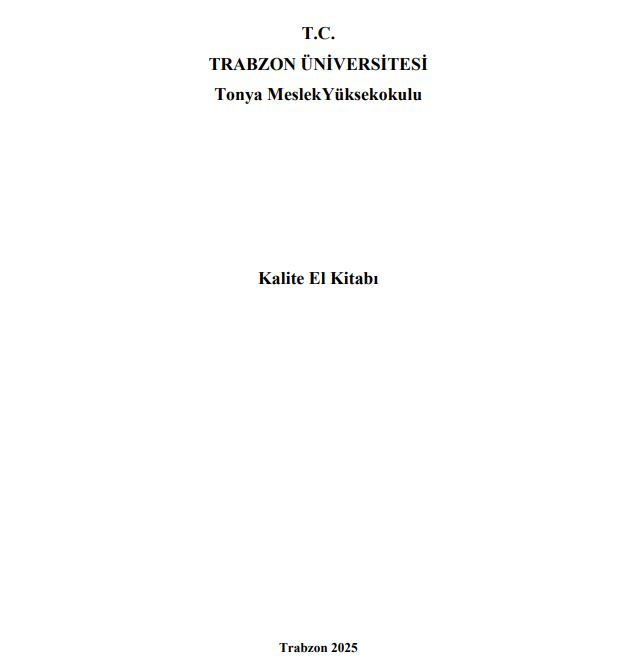 T.C.
TRABZON ÜNİVERSİTESİ
Tonya MeslekYüksekokulu
Kalite El Kitabı
Trabzon 2025